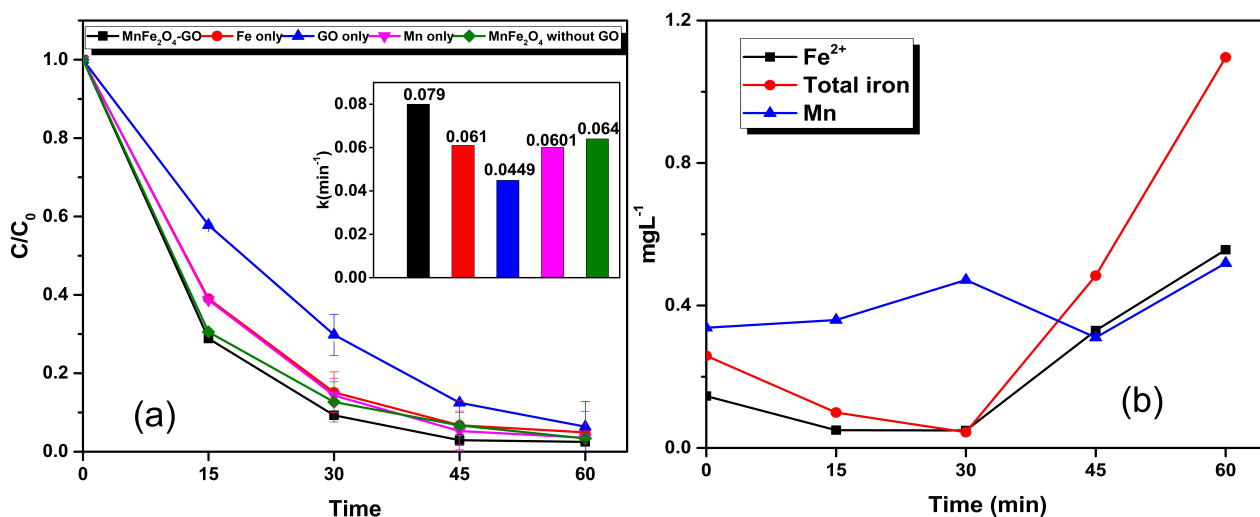 MnFe₂O₄-GO Fe only GO only Mn only MnFe₂O₄ without GO
1.0
0.8
0.6
0.4
0.2
0.0
C/C₀
0 15 30 45 60
Time
(a)
0.08
0.06
0.04
0.02
0.00
k(min⁻¹)
0.079
0.061
0.0449
0.0601
0.064
1.2
0.8
0.4
0.0
mgL⁻¹
Fe²⁺
Total iron
Mn
(b)
0 15 30 45 60
Time (min)